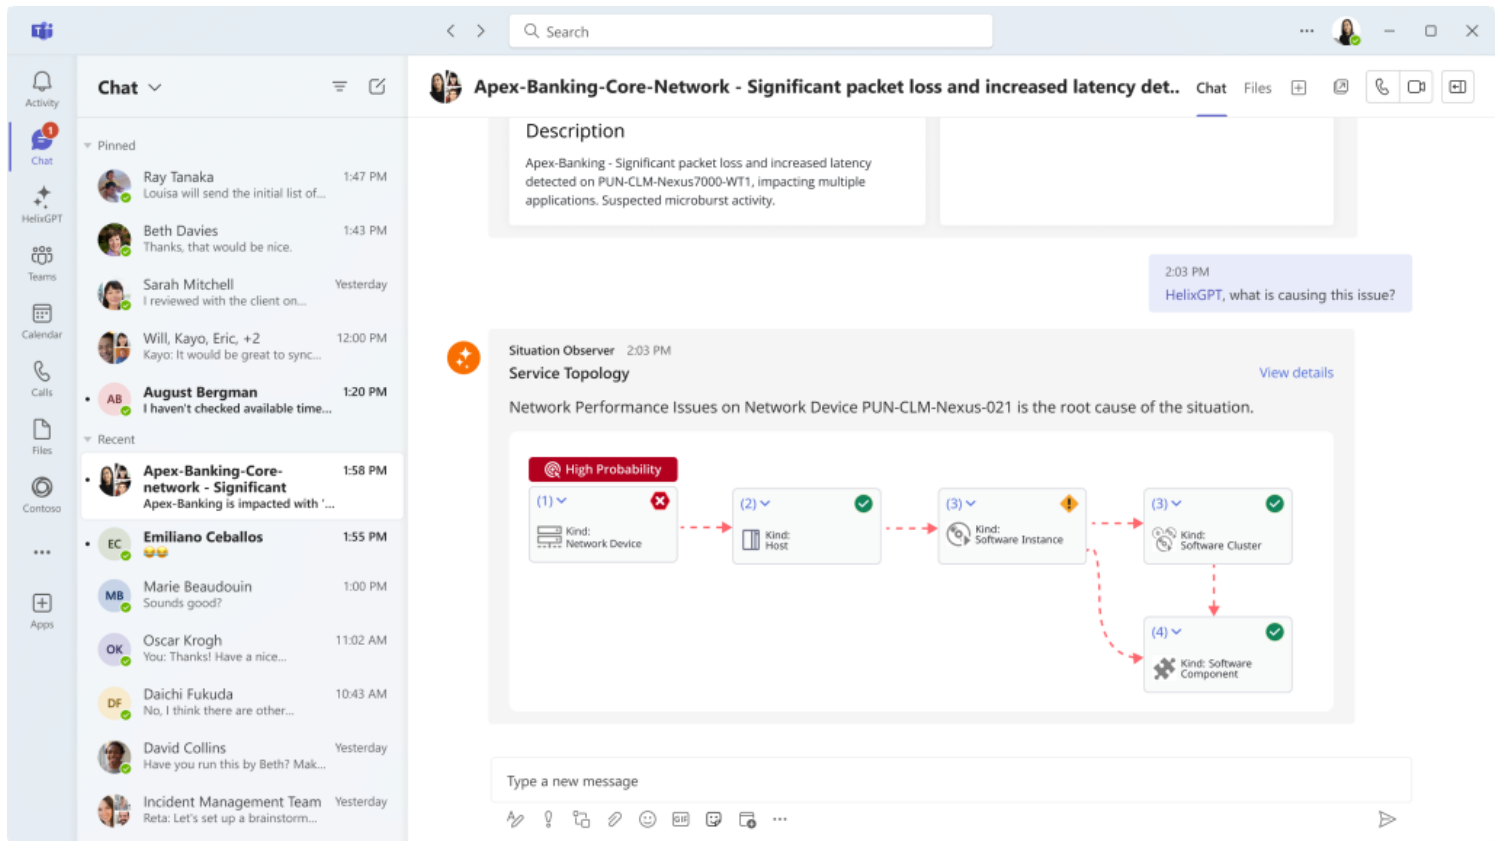 Search
Activity
1
Chat
HelixGPT
Teams
Calendar
Calls
Files
Contoso
Apps
Chat
Pinned
Ray Tanaka 1:47 PM
Louisa will send the initial list of...
Beth Davies 1:43 PM
Thanks, that would be nice.
Sarah Mitchell Yesterday
I reviewed with the client on...
Will, Kayo, Eric, +2 12:00 PM
Kayo: It would be great to sync...
AB
August Bergman 1:20 PM
I haven't checked available time...
Recent
Apex-Banking-Core- 1:58 PM
network - Significant
Apex-Banking is impacted with '...
EC
Emiliano Ceballos 1:55 PM
MB
Marie Beaudouin 1:00 PM
Sounds good?
OK
Oscar Krogh 11:02 AM
You: Thanks! Have a nice...
DF
Daichi Fukuda 10:43 AM
No, I think there are other...
David Collins Yesterday
Have you run this by Beth? Mak...
Incident Management Team Yesterday
Reta: Let's set up a brainstorm...
Apex-Banking-Core-Network - Significant packet loss and increased latency det.. Chat Files
Description
Apex-Banking - Significant packet loss and increased latency
detected on PUN-CLM-Nexus7000-WT1, impacting multiple
applications. Suspected microburst activity.
2:03 PM
HelixGPT, what is causing this issue?
Situation Observer 2:03 PM
Service Topology View details
Network Performance Issues on Network Device PUN-CLM-Nexus-021 is the root cause of the situation.
High Probability
(1)
Kind:
Network Device
(2)
Kind:
Host
(3)
Kind:
Software Instance
(3)
Kind:
Software Cluster
(4)
Kind: Software
Component
Type a new message
GIF